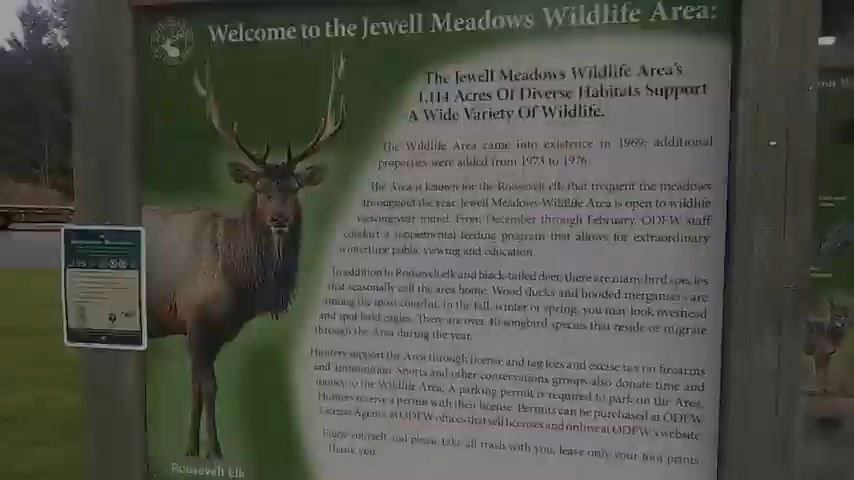 Welcome to the Jewell Meadows Wildlife Area:
The Jewell Meadows Wildlife Area's
1,114 Acres Of Diverse Habitats Support
A Wide Variety Of Wildlife.
The Wildlife Area came into existence in 1969; additional
properties were added from 1973 to 1976.
The Area is known for the Roosevelt elk that frequent the meadows
throughout the year. Jewell Meadows Wildlife Area is open to wildlife
viewing year round. From December through February, ODFW staff
conduct a supplemental feeding program that allows for extraordinary
wintertime public viewing and education.
In addition to Roosevelt elk and black-tailed deer, there are many bird species
that seasonally call the area home. Wood ducks and hooded mergansers are
among the most colorful. In the fall, winter or spring, you may look overhead
and spot bald eagles. There are over 40 songbird species that reside or migrate
through the Area during the year.
Hunters support the Area through license and tag fees and excise tax on firearms
and ammunition. Sports and other conservations groups also donate time and
money to the Wildlife Area. A parking permit is required to park on the Area.
Hunters receive a permit with their license. Permits can be purchased at ODFW
License Agents, at ODFW offices that sell licenses and online at ODFW's website
Enjoy yourself and please take all trash with you, leave only your foot prints.
Thank you.
Roosevelt Elk